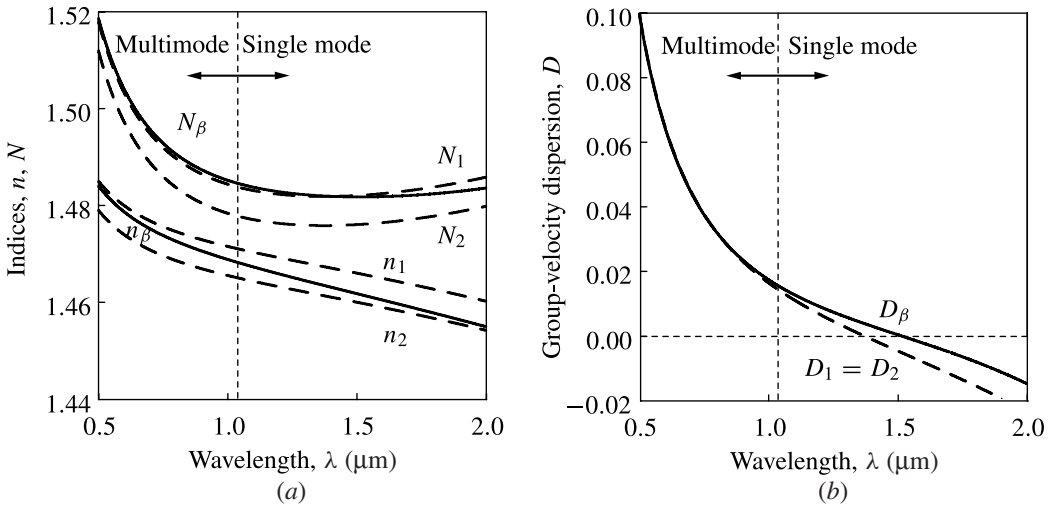 1.52
1.50
1.48
1.46
1.44
Indices, n, N
Multimode Single mode
N_β
N_1
N_2
n_β
n_1
n_2
0.5 1.0 1.5 2.0
Wavelength, λ (μm)
(a)
0.10
0.08
0.06
0.04
0.02
0.00
−0.02
Group-velocity dispersion, D
Multimode Single mode
D_β
D_1 = D_2
0.5 1.0 1.5 2.0
Wavelength, λ (μm)
(b)